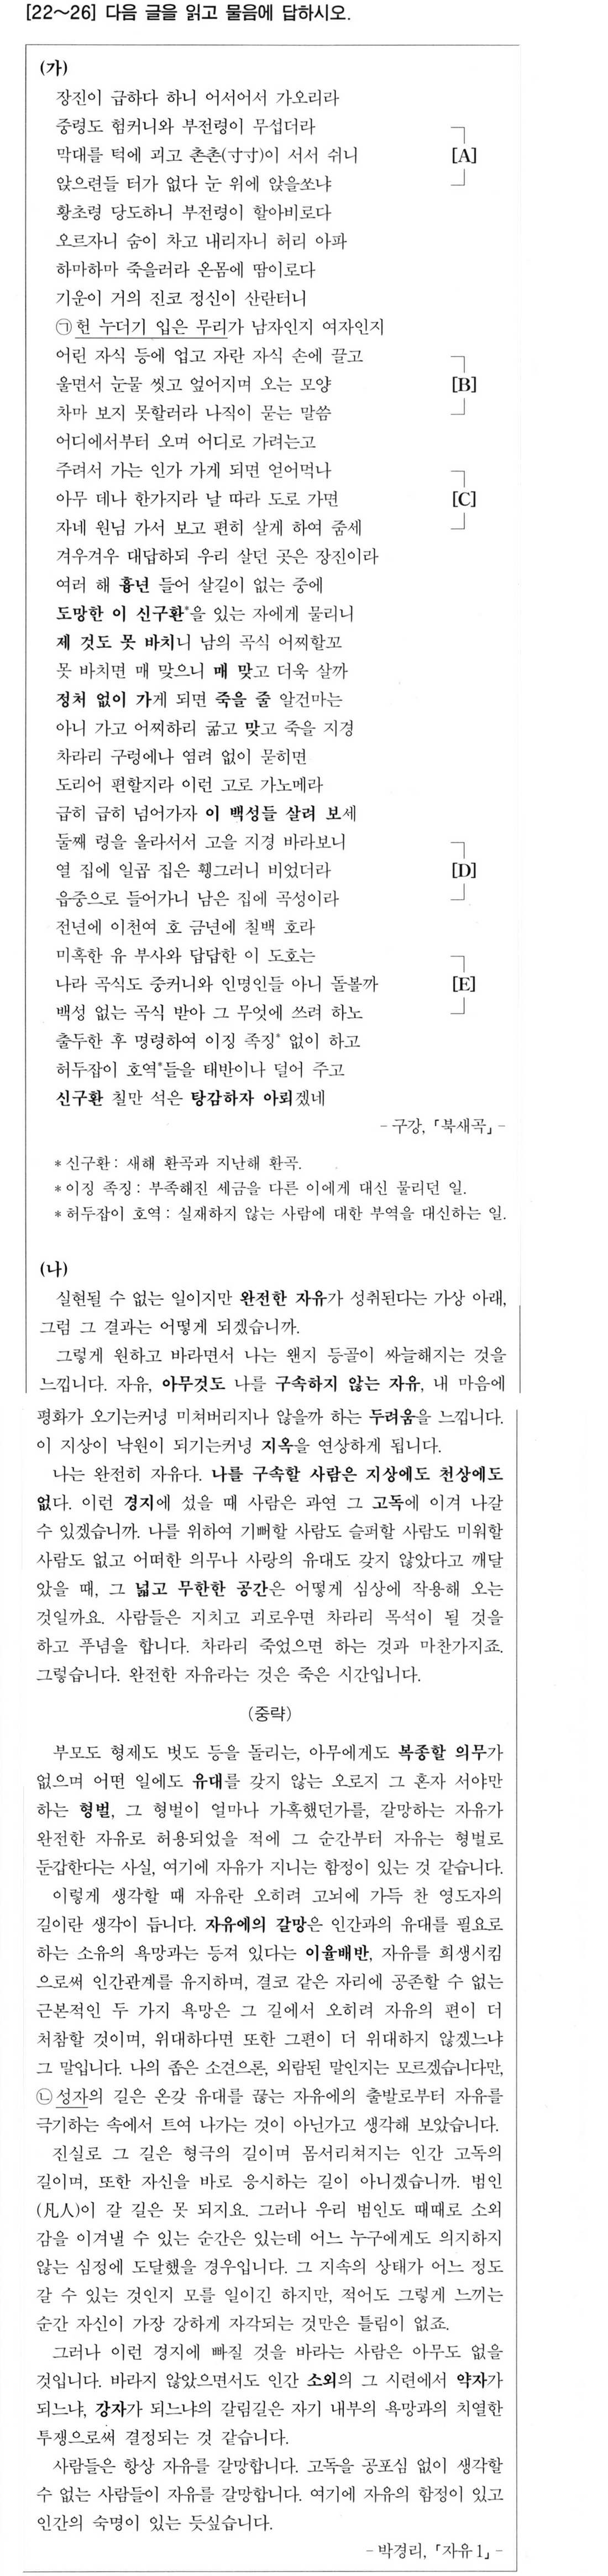 [22～26] 다음 글을 읽고 물음에 답하시오.
(가)
장진이 급하다 하니 어서어서 가오리라
중령도 험커니와 부전령이 무섭더라
막대를 턱에 괴고 촌촌(寸寸)이 서서 쉬니 [A]
앉으련들 터가 없다 눈 위에 앉을쏘냐
황초령 당도하니 부전령이 할아비로다
오르자니 숨이 차고 내리자니 허리 아파
하마하마 죽을러라 온몸에 땀이로다
기운이 거의 진코 정신이 산란터니
㉠헌 누더기 입은 무리가 남자인지 여자인지
어린 자식 등에 업고 자란 자식 손에 끌고
울면서 눈물 씻고 엎어지며 오는 모양 [B]
차마 보지 못할러라 나직이 묻는 말씀
어디에서부터 오며 어디로 가려는고
주려서 가는 인가 가게 되면 얻어먹나
아무 데나 한가지라 날 따라 도로 가면 [C]
자네 원님 가서 보고 편히 살게 하여 줌세
겨우겨우 대답하되 우리 살던 곳은 장진이라
여러 해 흉년 들어 살길이 없는 중에
도망한 이 신구환*을 있는 자에게 물리니
제 것도 못 바치니 남의 곡식 어찌할꼬
못 바치면 매 맞으니 매 맞고 더욱 살까
정처 없이 가게 되면 죽을 줄 알건마는
아니 가고 어찌하리 굶고 맞고 죽을 지경
차라리 구렁에나 염려 없이 묻히면
도리어 편할지라 이런 고로 가노메라
급히 급히 넘어가자 이 백성들 살려 보세
둘째 령을 올라서서 고을 지경 바라보니
열 집에 일곱 집은 휑그러니 비었더라 [D]
읍중으로 들어가니 남은 집에 곡성이라
전년에 이천여 호 금년에 칠백 호라
미혹한 유 부사와 답답한 이 도호는
나라 곡식도 중커니와 인명인들 아니 돌볼까 [E]
백성 없는 곡식 받아 그 무엇에 쓰려 하노
출두한 후 명령하여 이징 족징* 없이 하고
허두잡이 호역*들을 태반이나 덜어 주고
신구환 칠만 석은 탕감하자 아뢰겠네
- 구강, 「북새곡」 -
* 신구환 : 새해 환곡과 지난해 환곡.
* 이징 족징 : 부족해진 세금을 다른 이에게 대신 물리던 일.
* 허두잡이 호역 : 실재하지 않는 사람에 대한 부역을 대신하는 일.
(나)
실현될 수 없는 일이지만 완전한 자유가 성취된다는 가상 아래,
그럼 그 결과는 어떻게 되겠습니까.
그렇게 원하고 바라면서 나는 왠지 등골이 싸늘해지는 것을
느낍니다. 자유, 아무것도 나를 구속하지 않는 자유, 내 마음에
평화가 오기는커녕 미쳐버리지나 않을까 하는 두려움을 느낍니다.
이 지상이 낙원이 되기는커녕 지옥을 연상하게 됩니다.
나는 완전히 자유다. 나를 구속할 사람은 지상에도 천상에도
없다. 이런 경지에 섰을 때 사람은 과연 그 고독에 이겨 나갈
수 있겠습니까. 나를 위하여 기뻐할 사람도 슬퍼할 사람도 미워할
사람도 없고 어떠한 의무나 사랑의 유대도 갖지 않았다고 깨달
았을 때, 그 넓고 무한한 공간은 어떻게 심상에 작용해 오는
것일까요. 사람들은 지치고 괴로우면 차라리 목석이 될 것을
하고 푸념을 합니다. 차라리 죽었으면 하는 것과 마찬가지죠.
그렇습니다. 완전한 자유라는 것은 죽은 시간입니다.
(중략)
부모도 형제도 벗도 등을 돌리는, 아무에게도 복종할 의무가
없으며 어떤 일에도 유대를 갖지 않는 오로지 그 혼자 서야만
하는 형벌, 그 형벌이 얼마나 가혹했던가를, 갈망하는 자유가
완전한 자유로 허용되었을 적에 그 순간부터 자유는 형벌로
둔갑한다는 사실, 여기에 자유가 지니는 함정이 있는 것 같습니다.
이렇게 생각할 때 자유란 오히려 고뇌에 가득 찬 영도자의
길이란 생각이 듭니다. 자유에의 갈망은 인간과의 유대를 필요로
하는 소유의 욕망과는 등져 있다는 이율배반, 자유를 희생시킴
으로써 인간관계를 유지하며, 결코 같은 자리에 공존할 수 없는
근본적인 두 가지 욕망은 그 길에서 오히려 자유의 편이 더
처참할 것이며, 위대하다면 또한 그편이 더 위대하지 않겠느냐
그 말입니다. 나의 좁은 소견으론, 외람된 말인지는 모르겠습니다만,
㉡성자의 길은 온갖 유대를 끊는 자유에의 출발로부터 자유를
극기하는 속에서 트여 나가는 것이 아닌가고 생각해 보았습니다.
진실로 그 길은 형극의 길이며 몸서리쳐지는 인간 고독의
길이며, 또한 자신을 바로 응시하는 길이 아니겠습니까. 범인
(凡人)이 갈 길은 못 되지요. 그러나 우리 범인도 때때로 소외
감을 이겨낼 수 있는 순간은 있는데 어느 누구에게도 의지하지
않는 심정에 도달했을 경우입니다. 그 지속의 상태가 어느 정도
갈 수 있는 것인지 모를 일이긴 하지만, 적어도 그렇게 느끼는
순간 자신이 가장 강하게 자각되는 것만은 틀림이 없죠.
그러나 이런 경지에 빠질 것을 바라는 사람은 아무도 없을
것입니다. 바라지 않았으면서도 인간 소외의 그 시련에서 약자가
되느냐, 강자가 되느냐의 갈림길은 자기 내부의 욕망과의 치열한
투쟁으로써 결정되는 것 같습니다.
사람들은 항상 자유를 갈망합니다. 고독을 공포심 없이 생각할
수 없는 사람들이 자유를 갈망합니다. 여기에 자유의 함정이 있고
인간의 숙명이 있는 듯싶습니다.
- 박경리, 「자유 1」 -